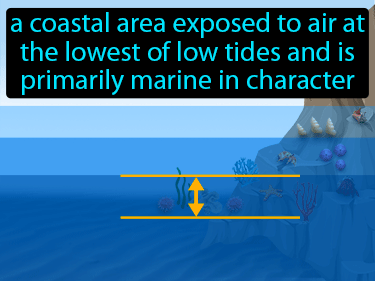 a coastal area exposed to air at
the lowest of low tides and is
primarily marine in character